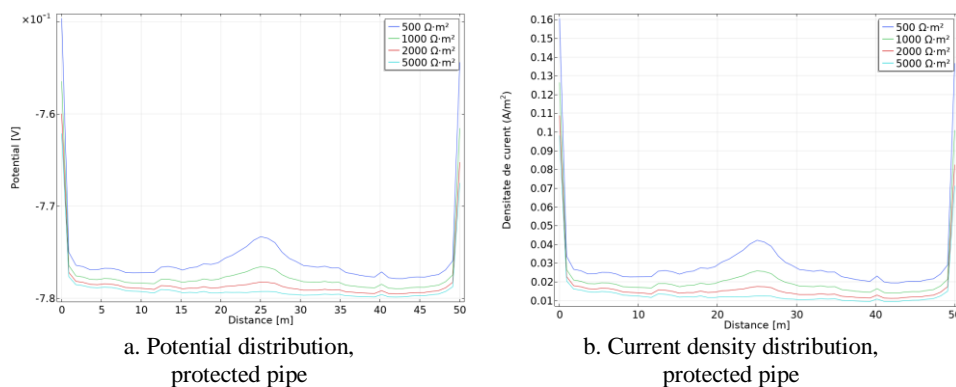 ×10⁻¹
500 Ω·m²
1000 Ω·m²
2000 Ω·m²
5000 Ω·m²
-7.6
-7.7
-7.8
Potential [V]
0 5 10 15 20 25 30 35 40 45 50
Distance [m]
a. Potential distribution,
protected pipe
0.16
0.15
0.14
0.13
0.12
0.11
0.1
0.09
0.08
0.07
0.06
0.05
0.04
0.03
0.02
0.01
Densitate de curent (A/m²)
500 Ω·m²
1000 Ω·m²
2000 Ω·m²
5000 Ω·m²
0 10 20 30 40 50
Distance [m]
b. Current density distribution,
protected pipe